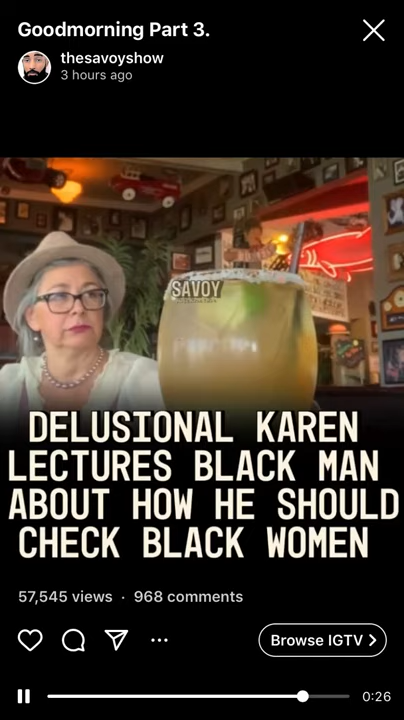 Goodmorning Part 3.
thesavoyshow
3 hours ago
SAVOY
DELUSIONAL KAREN
LECTURES BLACK MAN
ABOUT HOW HE SHOULD
CHECK BLACK WOMEN
57,545 views · 968 comments
Browse IGTV
0:26